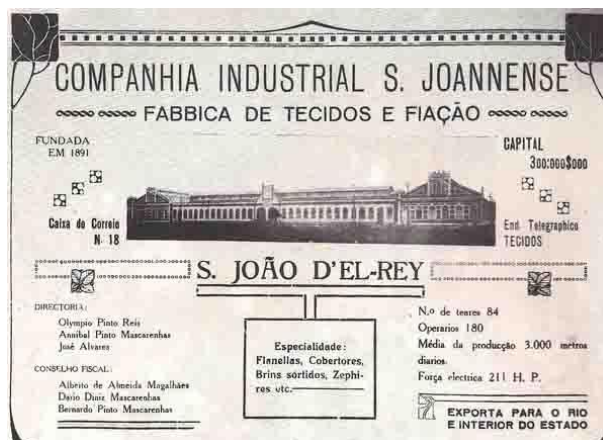 COMPANHIA INDUSTRIAL S. JOANNENSE
FABBICA DE TECIDOS E FIAÇÃO
FUNDADA
EM 1891
CAPITAL
300:000$000
Caixa do Correio
N. 18
End. Telegraphico
TECIDOS
S. JOÃO D'EL-REY
DIRECTORIA:
Olympio Pinto Reis
Annibal Pinto Mascarenhas
José Alvares
CONSELHO FISCAL:
Alberto de Almeida Magalhães
Dario Diniz Mascarenhas
Bernardo Pinto Mascarenhas
Especialidade:
Flanellas, Cobertores,
Brins sórtidos, Zephi-
res etc.
N.o de teares 84
Operarios 180
Média da producção 3.000 metros
diarios.
Força electrica 211 H. P.
EXPORTA PARA O RIO
E INTERIOR DO ESTADO